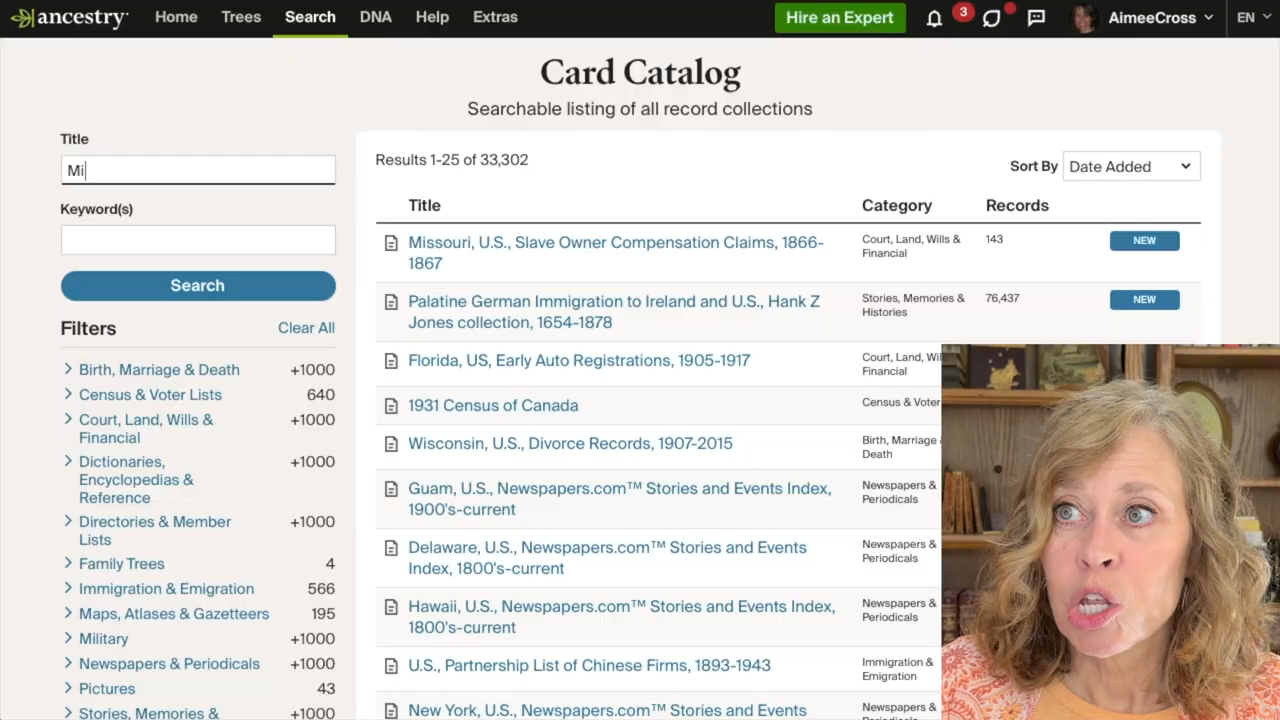 ancestry
Home Trees Search DNA Help Extras
Hire an Expert
3
AimeeCross
EN
Card Catalog
Searchable listing of all record collections
Title
Mi
Keyword(s)
Search
Filters Clear All
Birth, Marriage & Death +1000
Census & Voter Lists 640
Court, Land, Wills & +1000
Financial
Dictionaries, +1000
Encyclopedias &
Reference
Directories & Member +1000
Lists
Family Trees 4
Immigration & Emigration 566
Maps, Atlases & Gazetteers 195
Military +1000
Newspapers & Periodicals +1000
Pictures 43
Stories, Memories & +1000
Results 1-25 of 33,302
Sort By Date Added
Title Category Records
Missouri, U.S., Slave Owner Compensation Claims, 1866- Court, Land, Wills & 143 NEW
1867 Financial
Palatine German Immigration to Ireland and U.S., Hank Z Stories, Memories & 76,437 NEW
Jones collection, 1654-1878 Histories
Florida, US, Early Auto Registrations, 1905-1917 Court, Land, Wil
Financial
1931 Census of Canada Census & Voter
Wisconsin, U.S., Divorce Records, 1907-2015 Birth, Marriage
Death
Guam, U.S., Newspapers.com™ Stories and Events Index, Newspapers &
1900's-current Periodicals
Delaware, U.S., Newspapers.com™ Stories and Events Newspapers &
Index, 1800's-current Periodicals
Hawaii, U.S., Newspapers.com™ Stories and Events Index, Newspapers &
1800's-current Periodicals
U.S., Partnership List of Chinese Firms, 1893-1943 Immigration &
Emigration
New York, U.S., Newspapers.com™ Stories and Events Newspapers &